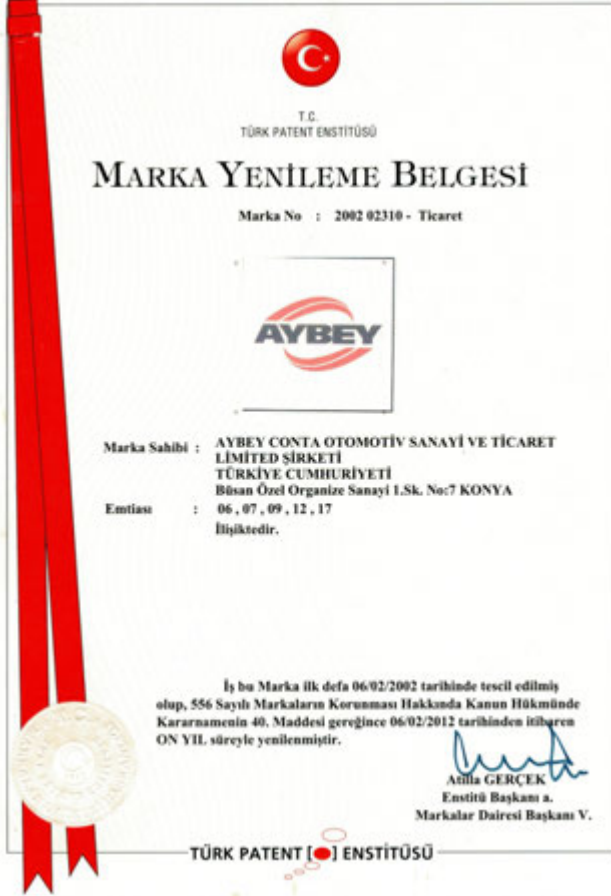 T.C.
TÜRK PATENT ENSTİTÜSÜ
MARKA YENİLEME BELGESİ
Marka No : 2002 02310 - Ticaret
AYBEY
Marka Sahibi : AYBEY CONTA OTOMOTİV SANAYİ VE TİCARET
LİMİTED ŞİRKETİ
TÜRKİYE CUMHURİYETİ
Büsan Özel Organize Sanayi 1.Sk. No:7 KONYA
Emtiası : 06 , 07 , 09 , 12 , 17
İlişiktedir.
İş bu Marka ilk defa 06/02/2002 tarihinde tescil edilmiş
olup, 556 Sayılı Markaların Korunması Hakkında Kanun Hükmünde
Kararnamenin 40. Maddesi gereğince 06/02/2012 tarihinden itibaren
ON YIL süreyle yenilenmiştir.
Atilla GERÇEK
Enstitü Başkanı a.
Markalar Dairesi Başkanı V.
TÜRK PATENT [ ] ENSTİTÜSÜ